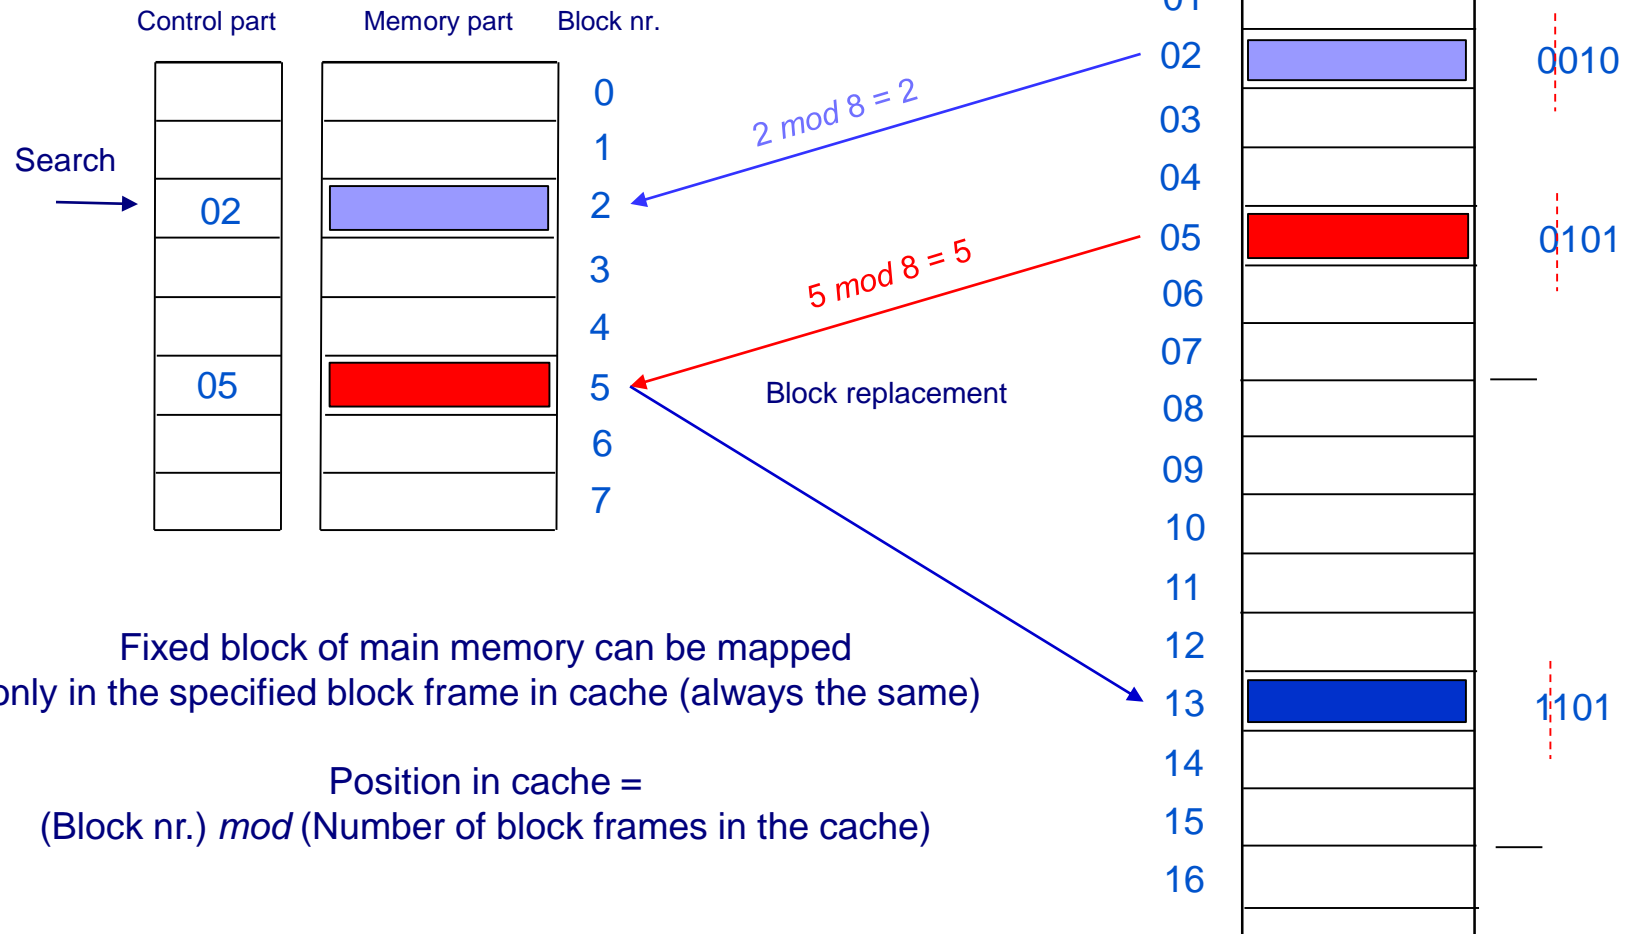 Control part
Memory part
Block nr.
Search
02
05
0
1
2
3
4
5
6
7
2 mod 8 = 2
5 mod 8 = 5
Block replacement
01
02
03
04
05
06
07
08
09
10
11
12
13
14
15
16
0010
0101
1101
Fixed block of main memory can be mapped
only in the specified block frame in cache (always the same)
Position in cache =
(Block nr.) mod (Number of block frames in the cache)